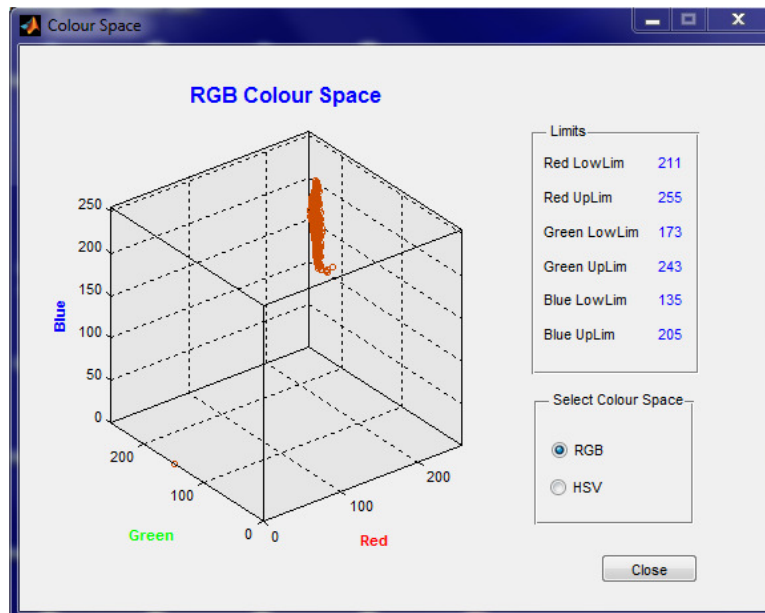 Colour Space
RGB Colour Space
250
200
150
100
50
0
Blue
200
100
0
Green
0
100
200
Red
Limits
Red LowLim 211
Red UpLim 255
Green LowLim 173
Green UpLim 243
Blue LowLim 135
Blue UpLim 205
Select Colour Space
RGB
HSV
Close